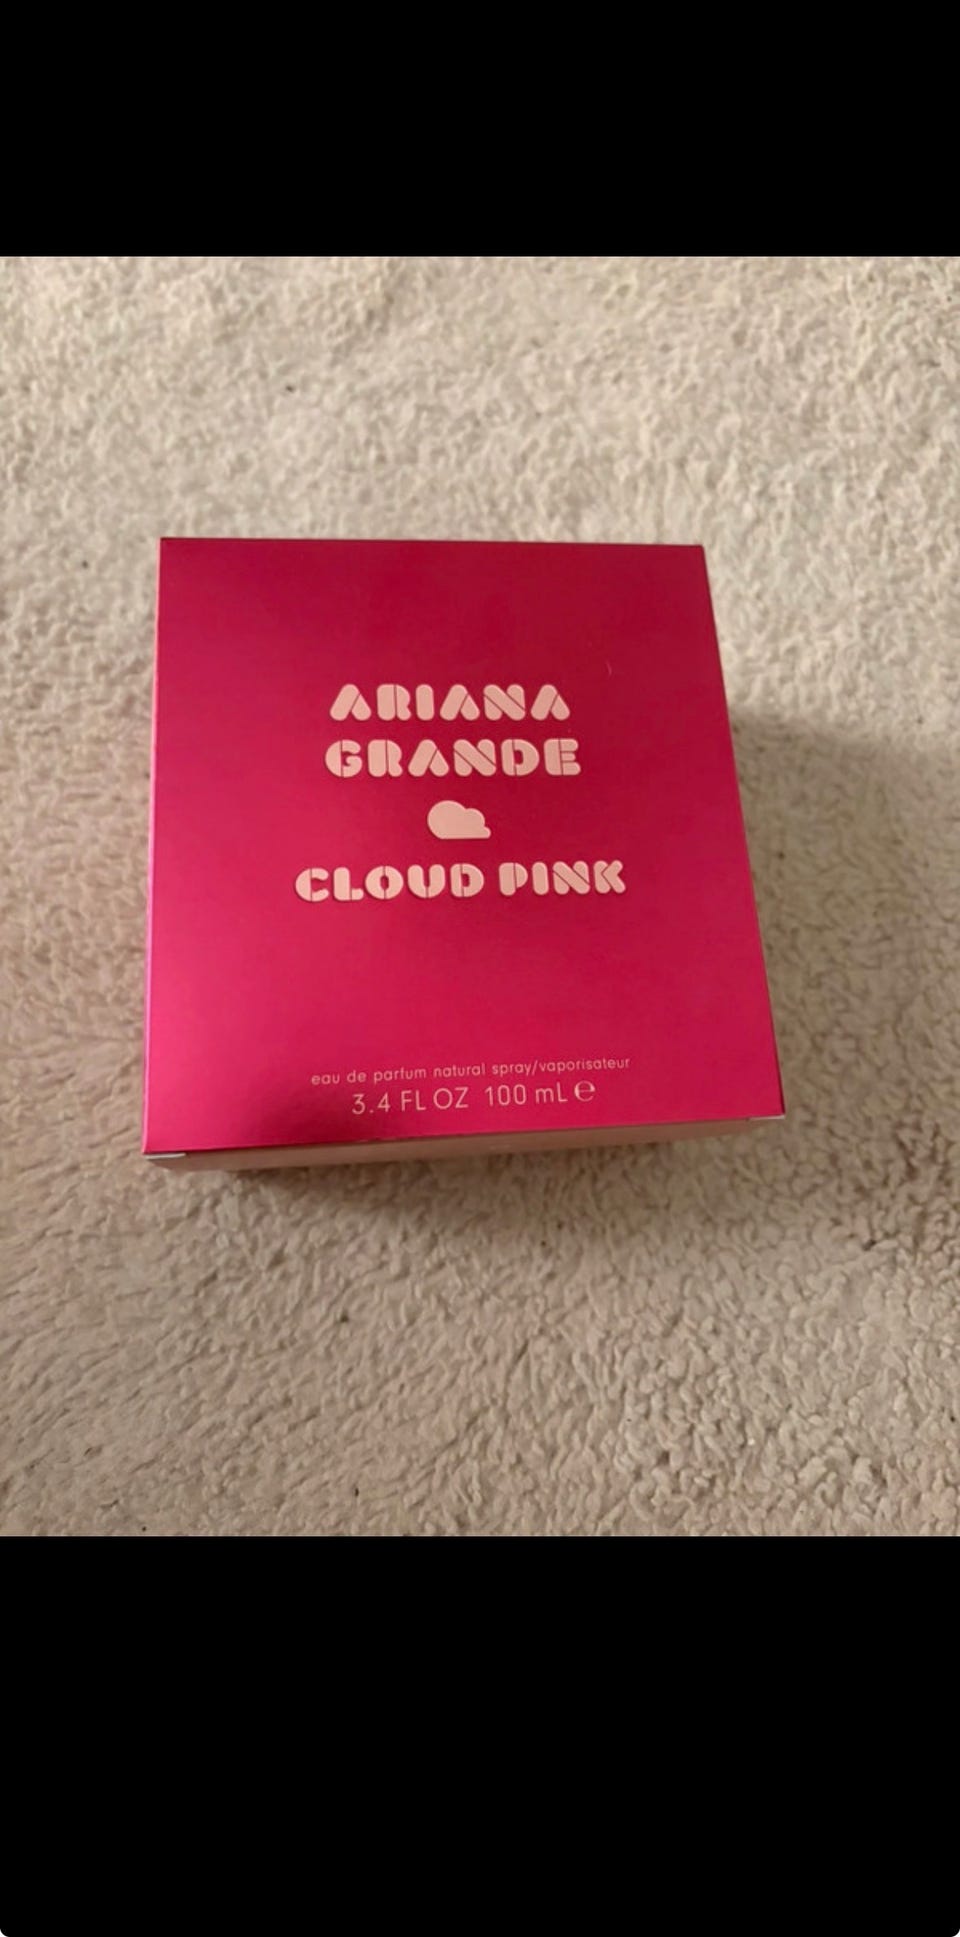 ARIANA
GRANDE
CLOUD PINK
eau de parfum natural spray/vaporisateur
3.4 FL OZ 100 mL ℮